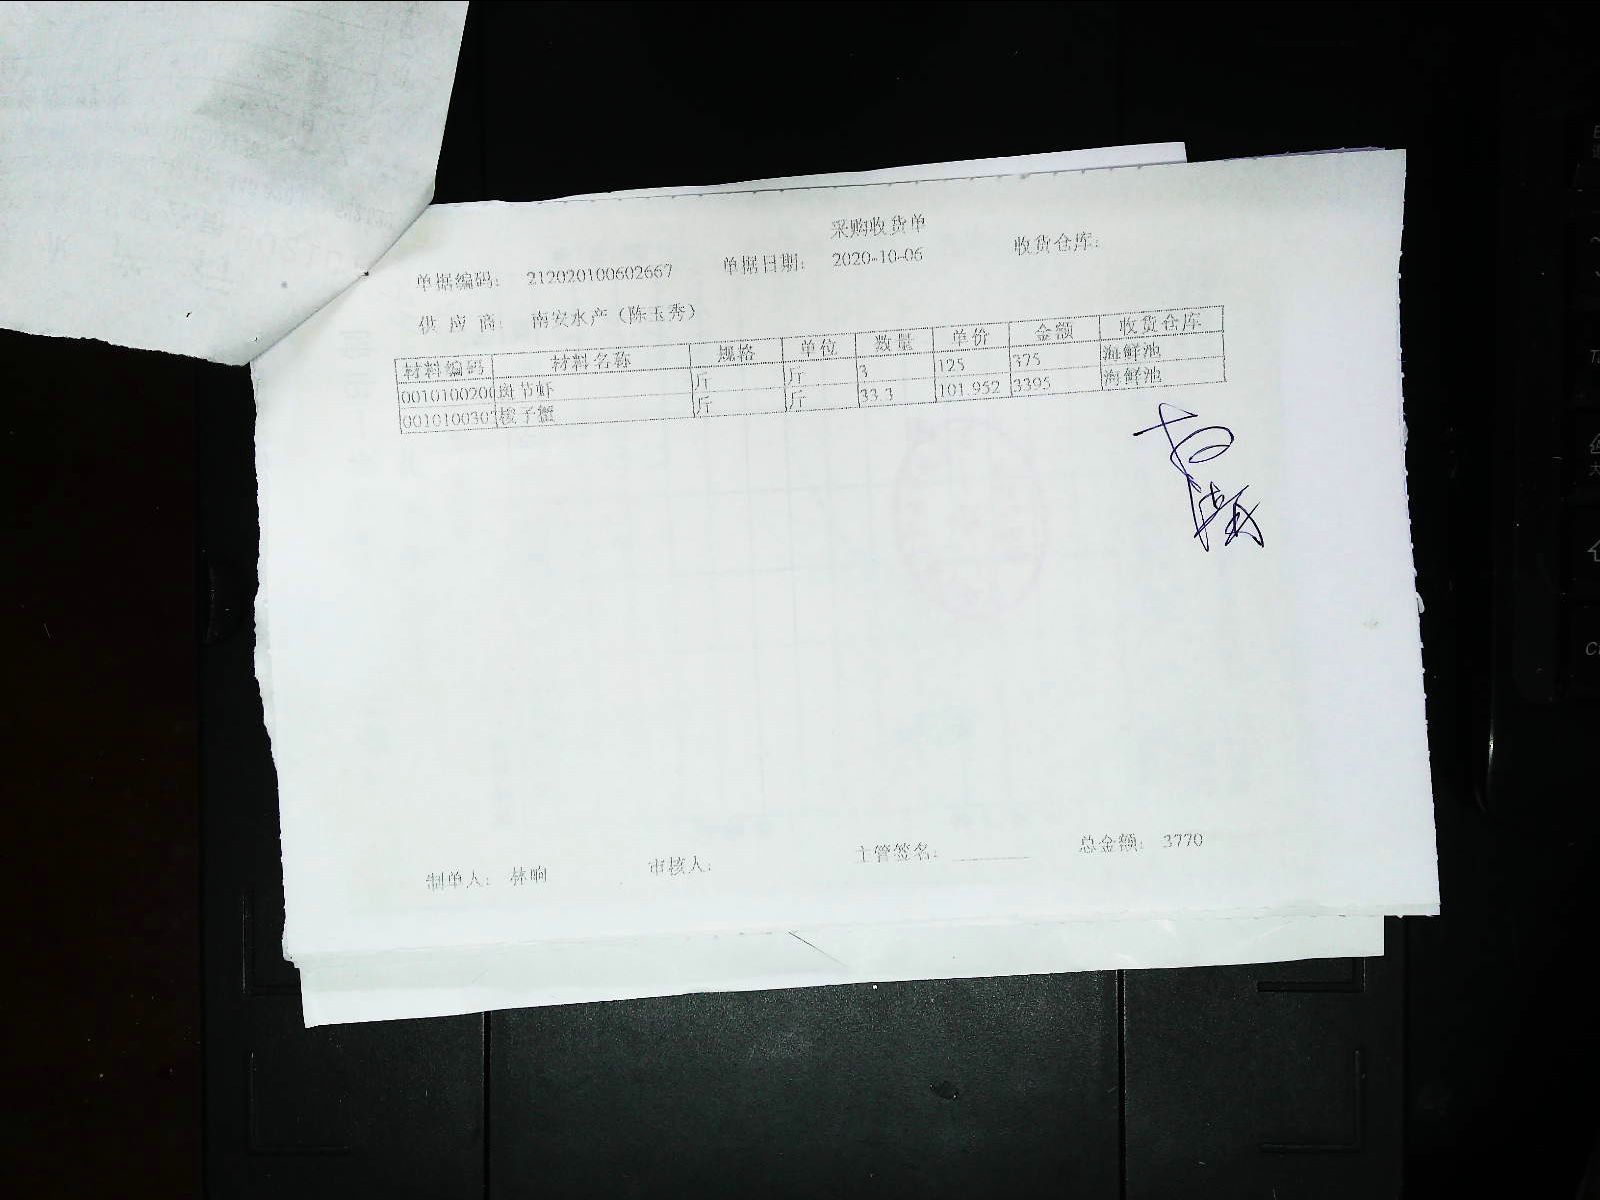 采购收货单
单据编码: 212020100602667 单据日期: 2020-10-06 收货仓库:
供 应 商: 南安水产 (陈玉秀)
材料编码 材料名称 规格 单位 数量 单价 金额 收货仓库
0010100200 斑节虾 斤 斤 3 125 375 海鲜池
001010030 梭子蟹 斤 斤 33.3 101.952 3395 海鲜池
制单人: 林晌 审核人: 主管签名: 总金额: 3770